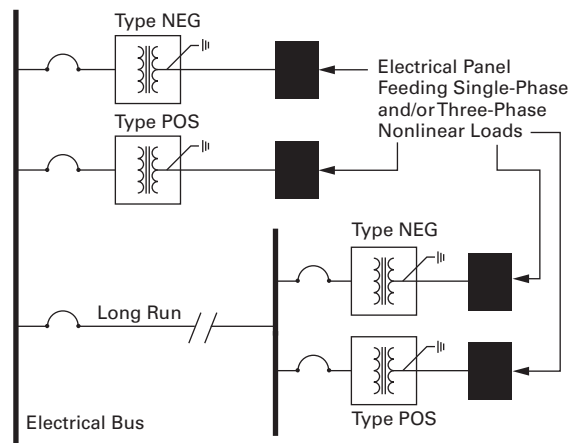 Type NEG
Type POS
Electrical Panel
Feeding Single-Phase
and/or Three-Phase
Nonlinear Loads
Type NEG
Long Run
Type POS
Electrical Bus